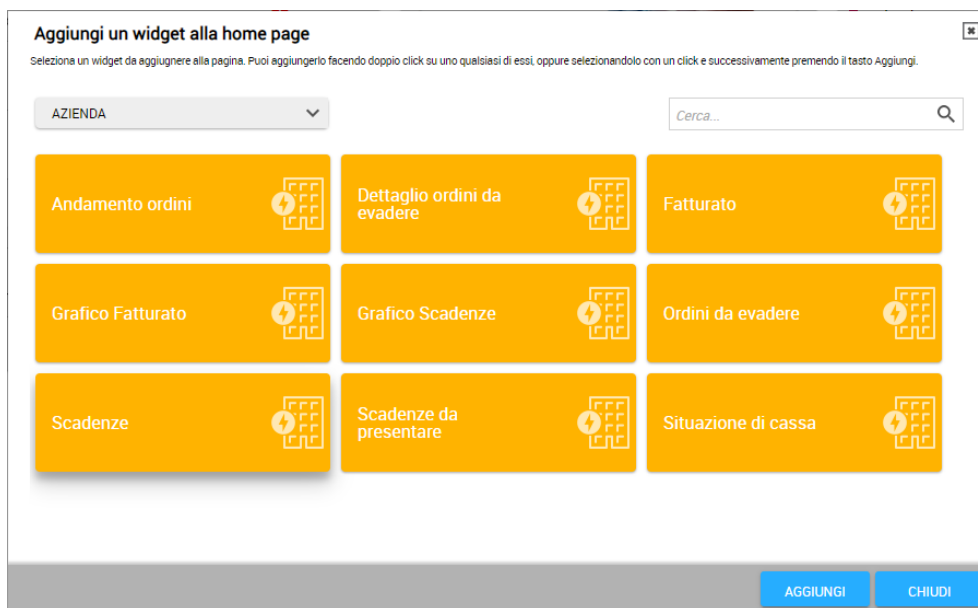 Aggiungi un widget alla home page
Seleziona un widget da aggiugnere alla pagina. Puoi aggiungerlo facendo doppio click su uno qualsiasi di essi, oppure selezionandolo con un click e successivamente premendo il tasto Aggiungi.
AZIENDA
Cerca...
Andamento ordini
Dettaglio ordini da
evadere
Fatturato
Grafico Fatturato
Grafico Scadenze
Ordini da evadere
Scadenze
Scadenze da
presentare
Situazione di cassa
AGGIUNGI
CHIUDI